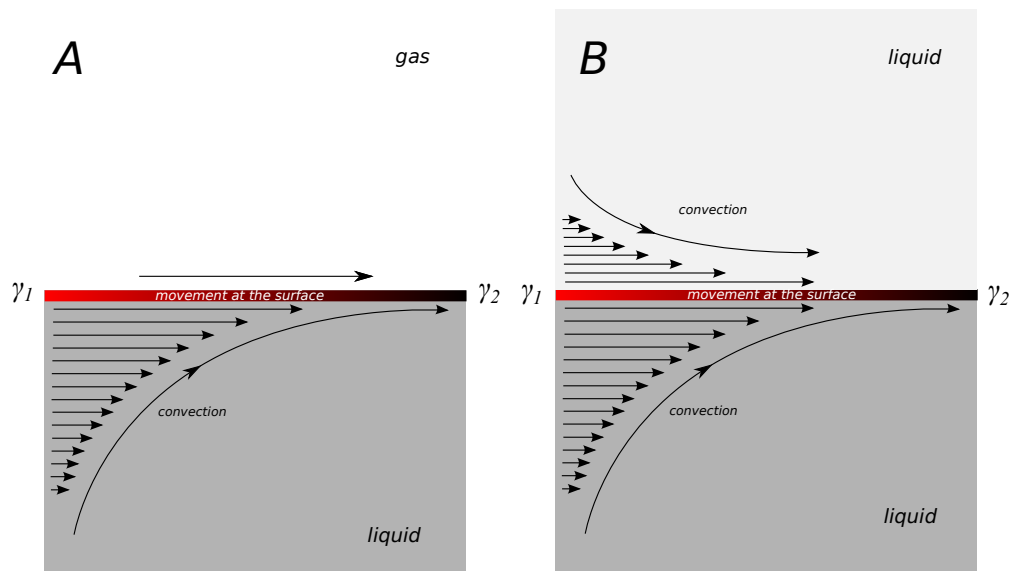 A
gas
γ1
movement at the surface
γ2
convection
liquid
B
liquid
convection
γ1
movement at the surface
γ2
convection
liquid